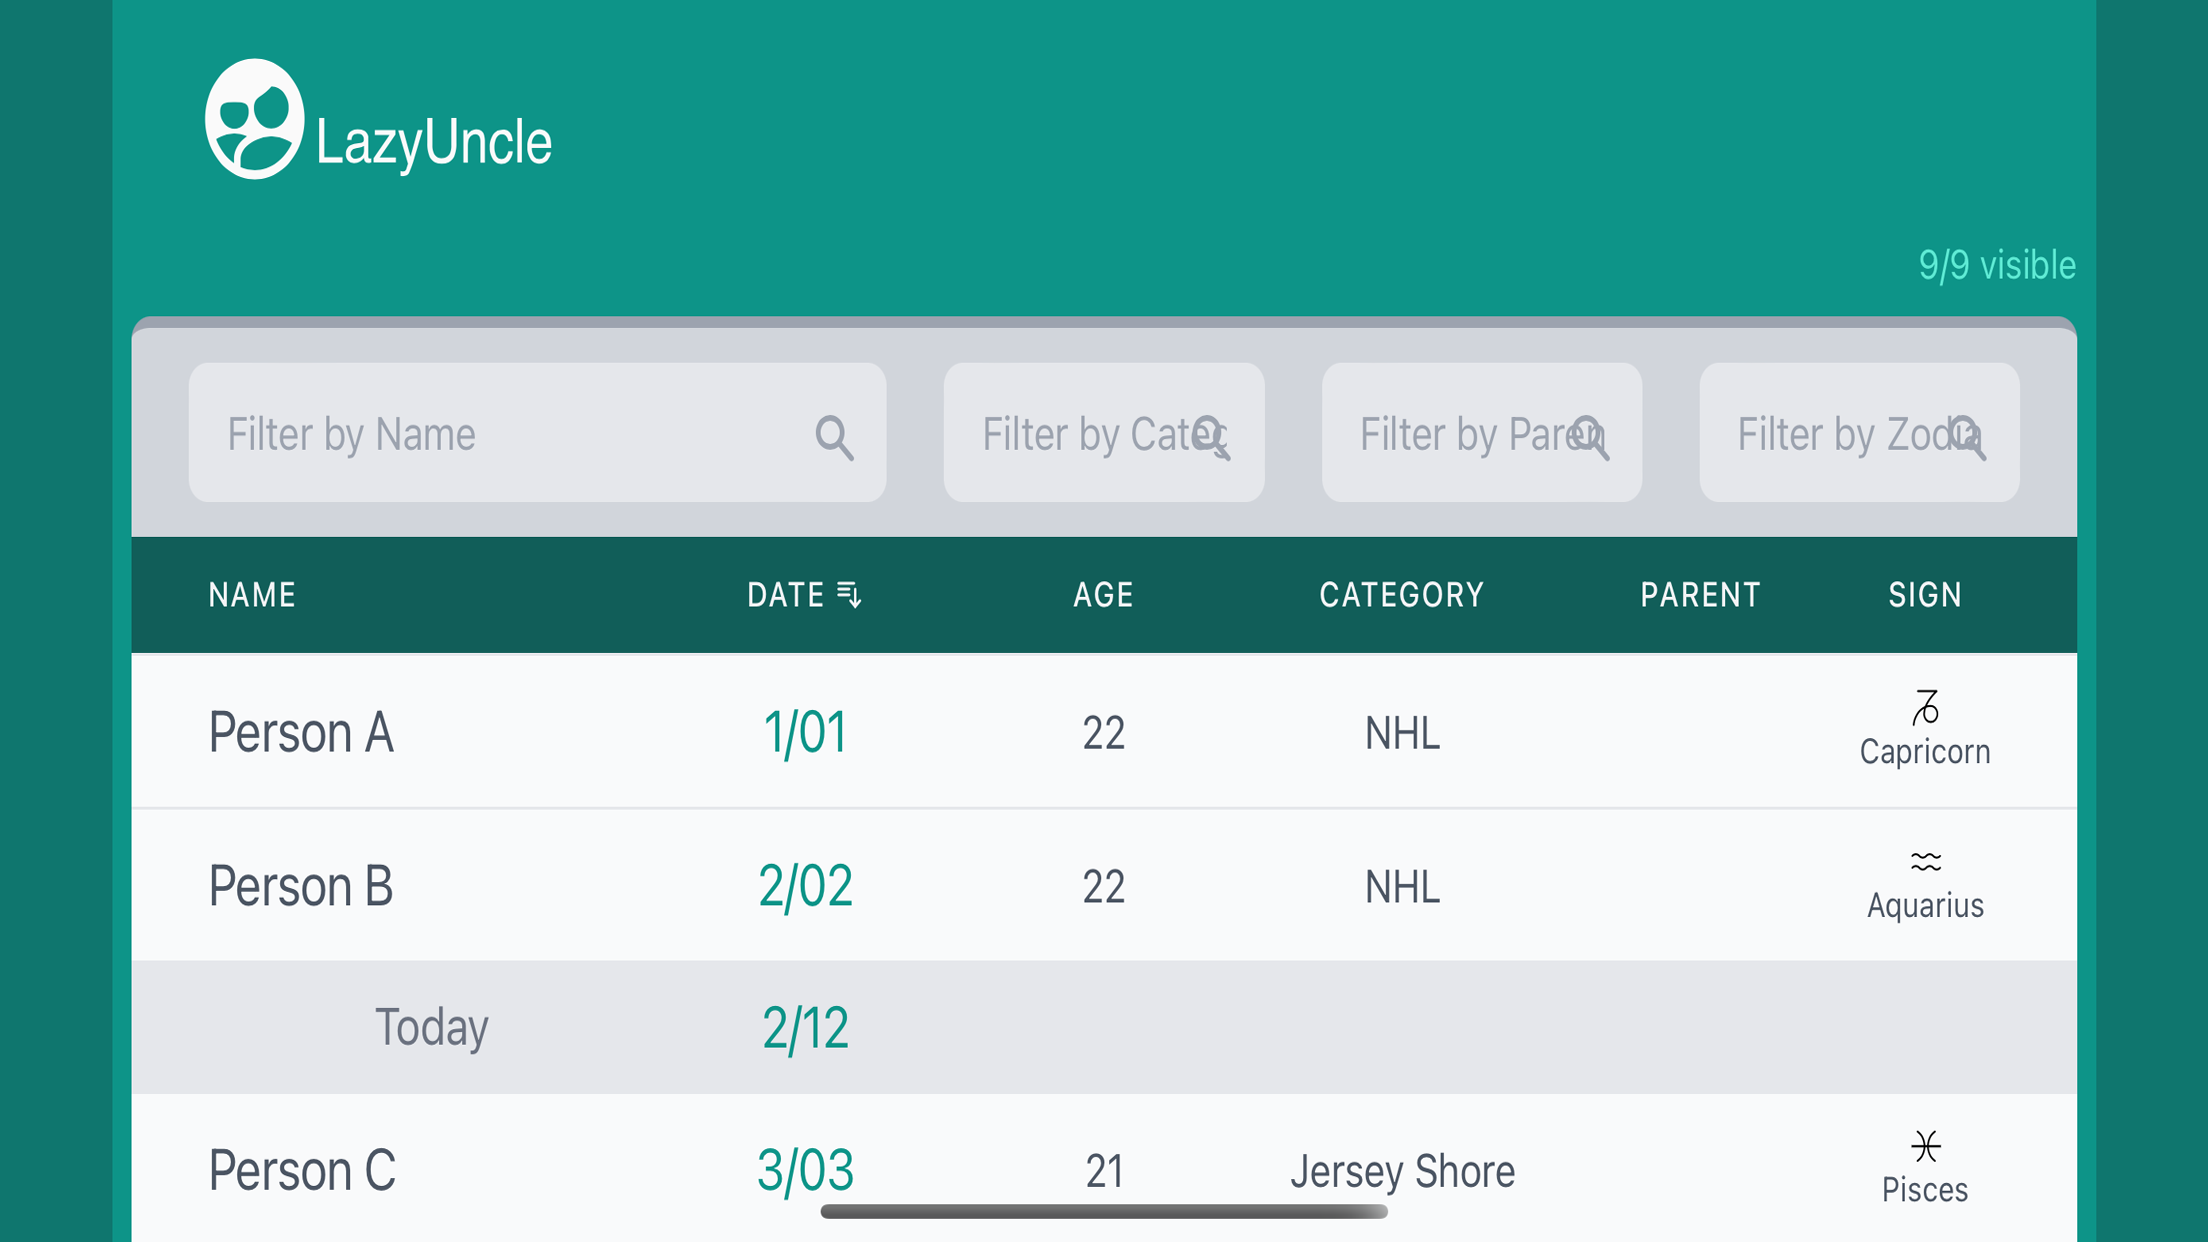 LazyUncle
9/9 visible
Filter by Name Filter by Categ Filter by Paren Filter by Zodia
NAME DATE AGE CATEGORY PARENT SIGN
Person A 1/01 22 NHL Capricorn
Person B 2/02 22 NHL Aquarius
Today 2/12
Person C 3/03 21 Jersey Shore Pisces